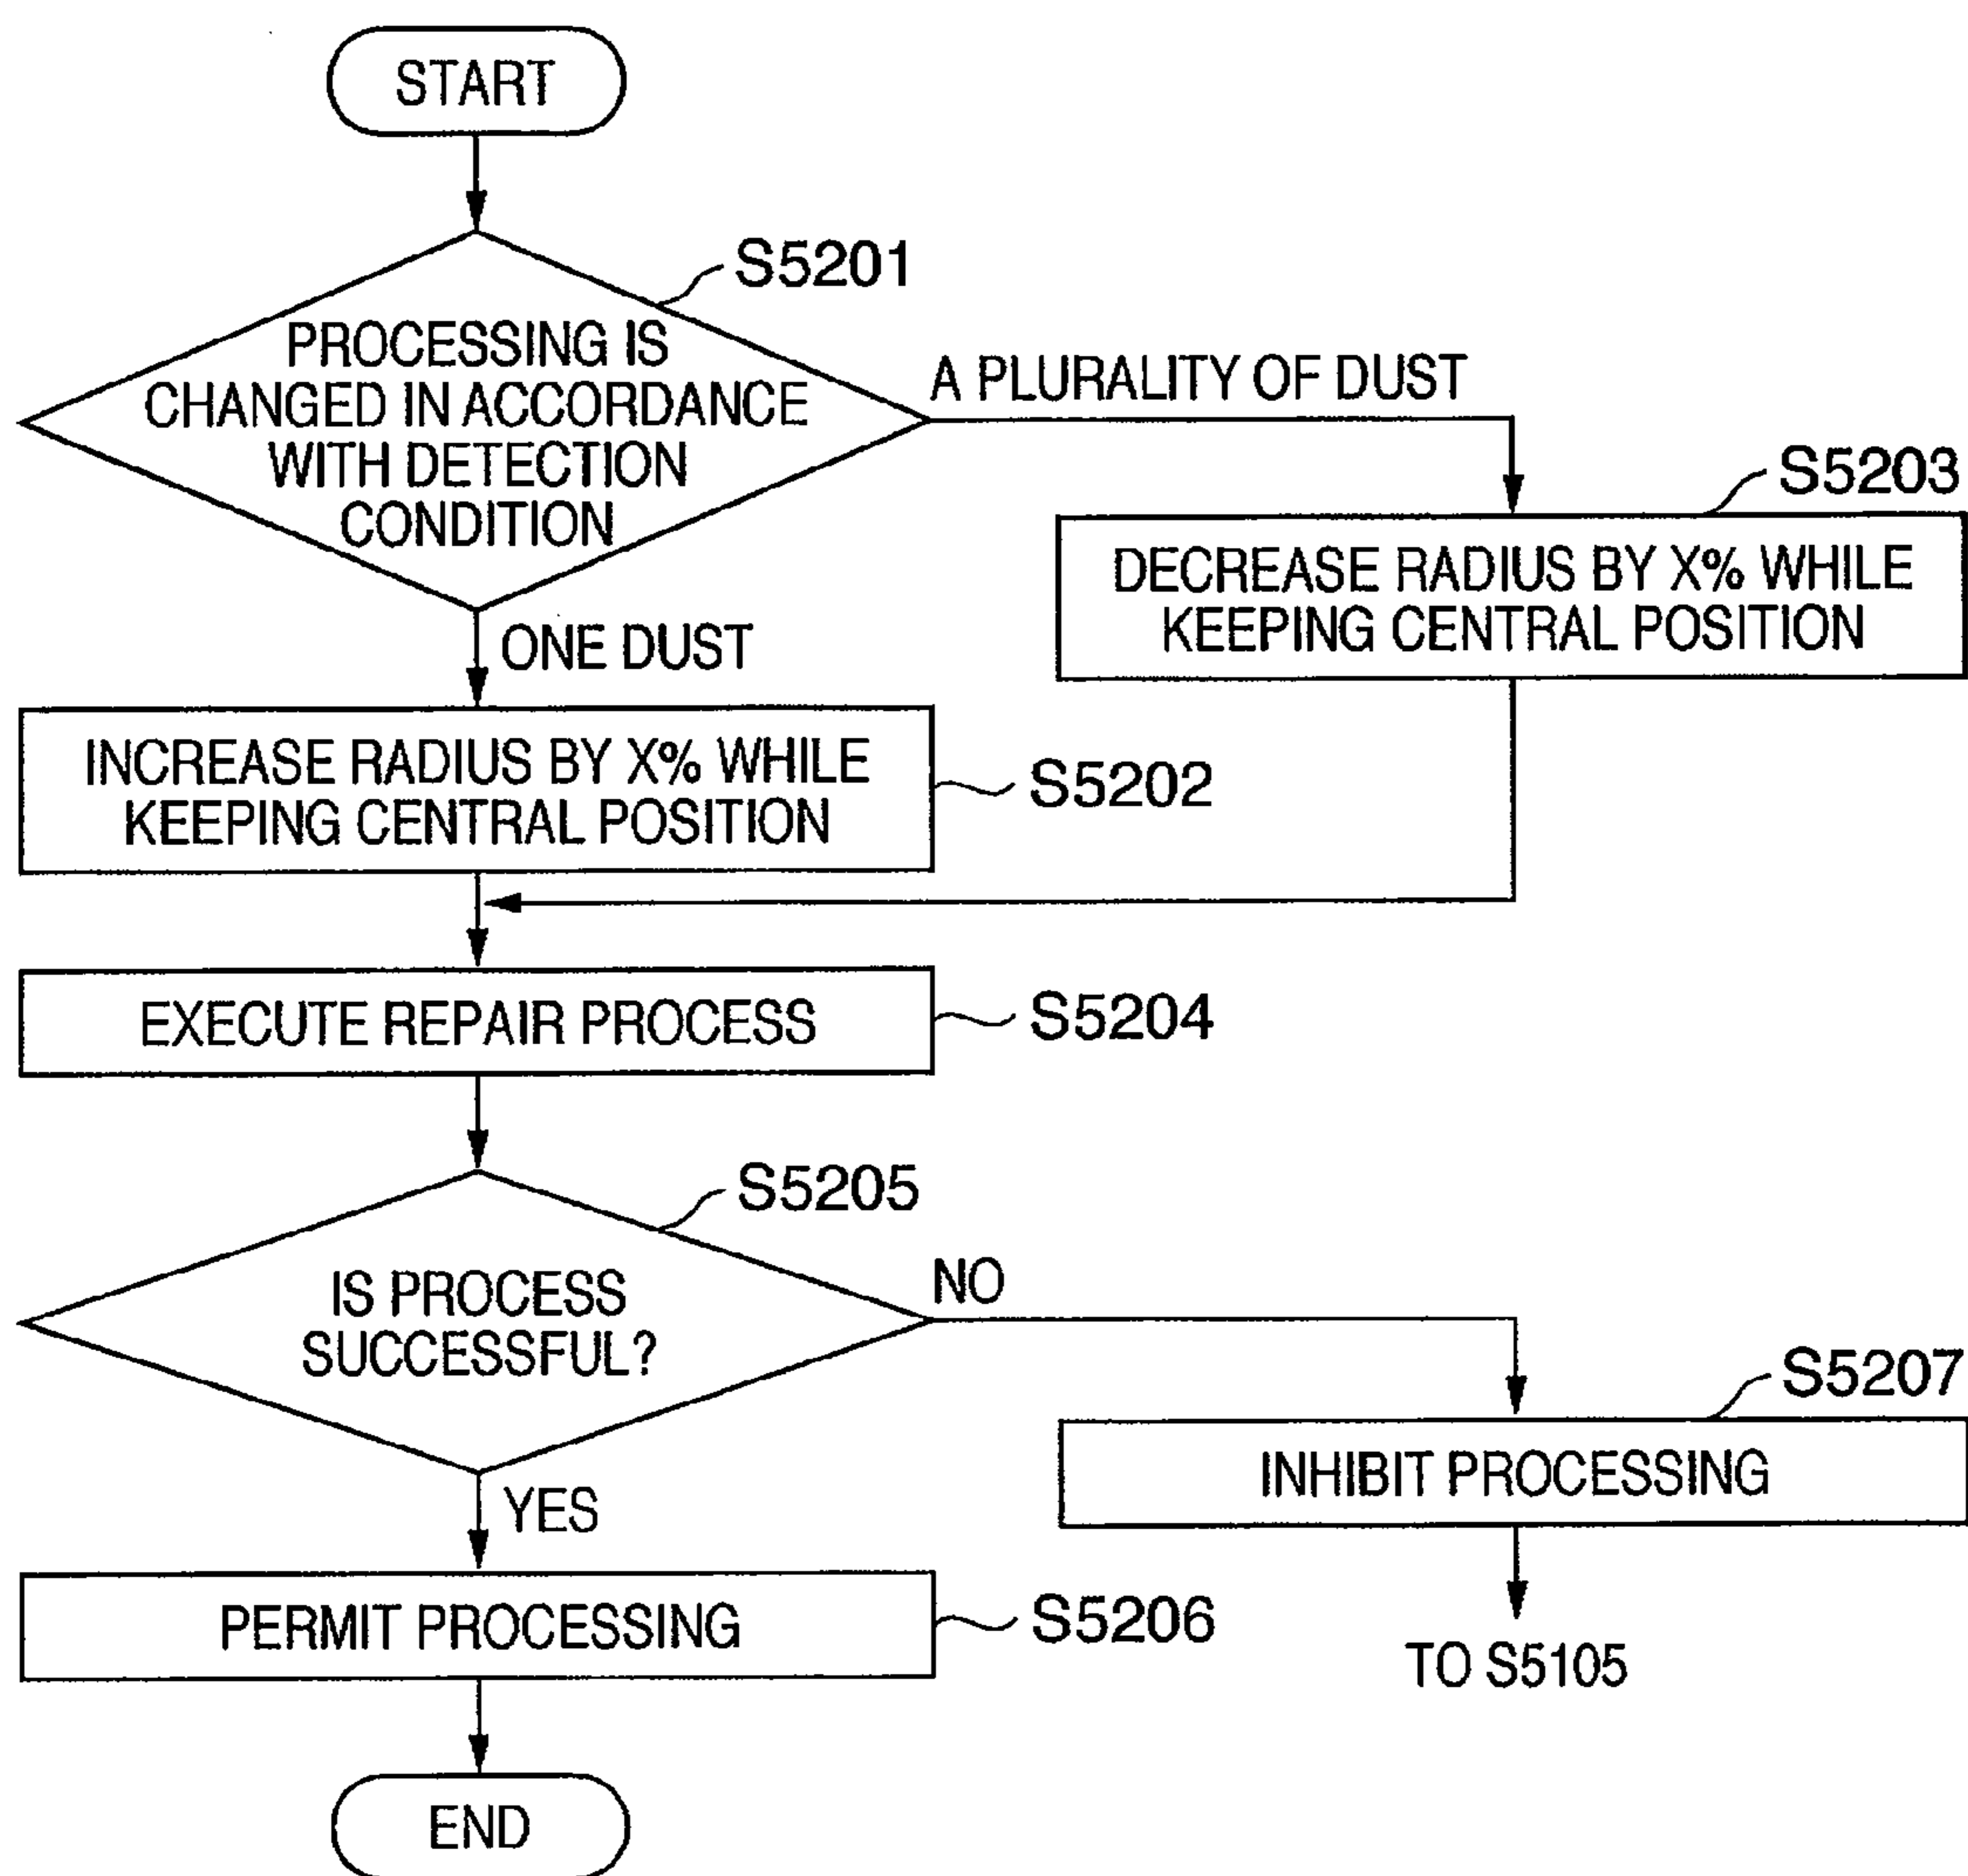 START
S5201
PROCESSING IS
CHANGED IN ACCORDANCE
WITH DETECTION
CONDITION
A PLURALITY OF DUST
S5203
DECREASE RADIUS BY X% WHILE
KEEPING CENTRAL POSITION
ONE DUST
INCREASE RADIUS BY X% WHILE
KEEPING CENTRAL POSITION
S5202
EXECUTE REPAIR PROCESS
S5204
S5205
IS PROCESS
SUCCESSFUL?
NO
S5207
INHIBIT PROCESSING
TO S5105
YES
PERMIT PROCESSING
S5206
END